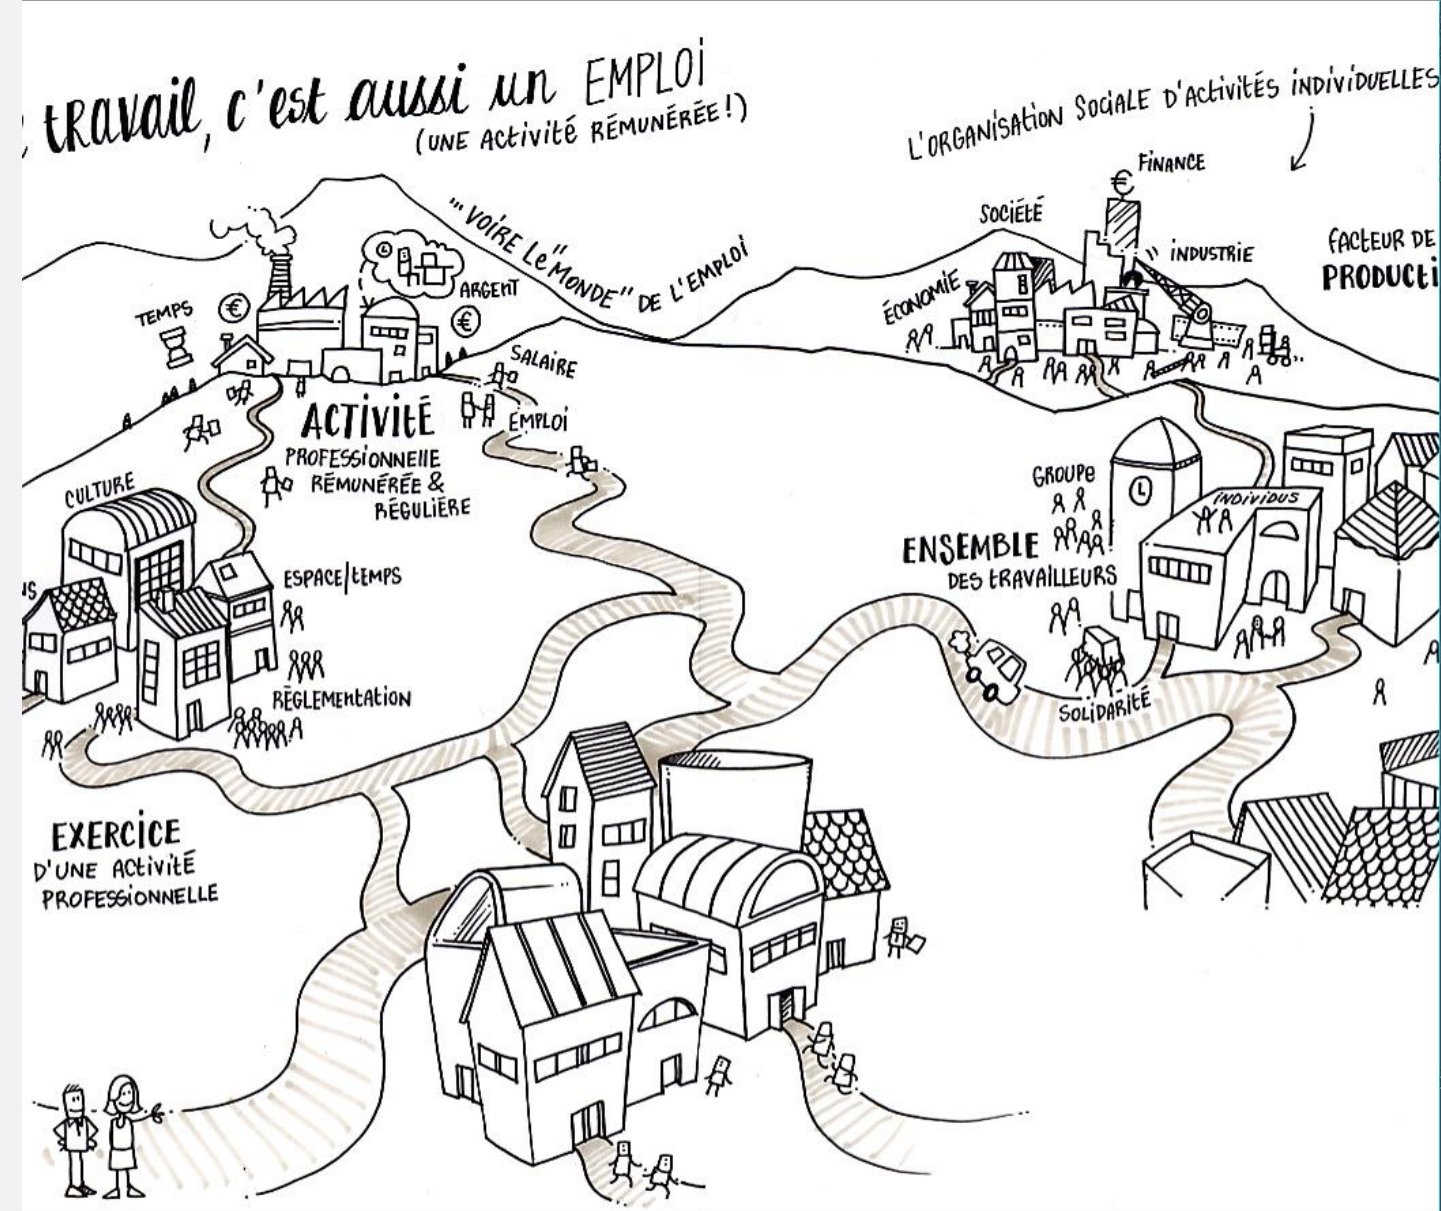 travail, c'est aussi un EMPLOI
(UNE ACTIVITÉ RÉMUNÉRÉE!)
L'ORGANISATION SOCIALE D'ACTIVITÉS INDIVIDUELLES
... VOIRE LE "MONDE" DE L'EMPLOI
TEMPS
€
ARGENT
€
SALAIRE
EMPLOI
ACTIVITÉ
PROFESSIONNELLE
RÉMUNÉRÉE &
RÉGULIÈRE
€ FINANCE
SOCIÉTÉ
INDUSTRIE
ÉCONOMIE
FACTEUR DE
PRODUCTI
CULTURE
NS
ESPACE/TEMPS
RÉGLEMENTATION
EXERCICE
D'UNE ACTIVITÉ
PROFESSIONNELLE
GROUPE
INDIVIDUS
ENSEMBLE
DES TRAVAILLEURS
SOLIDARITÉ